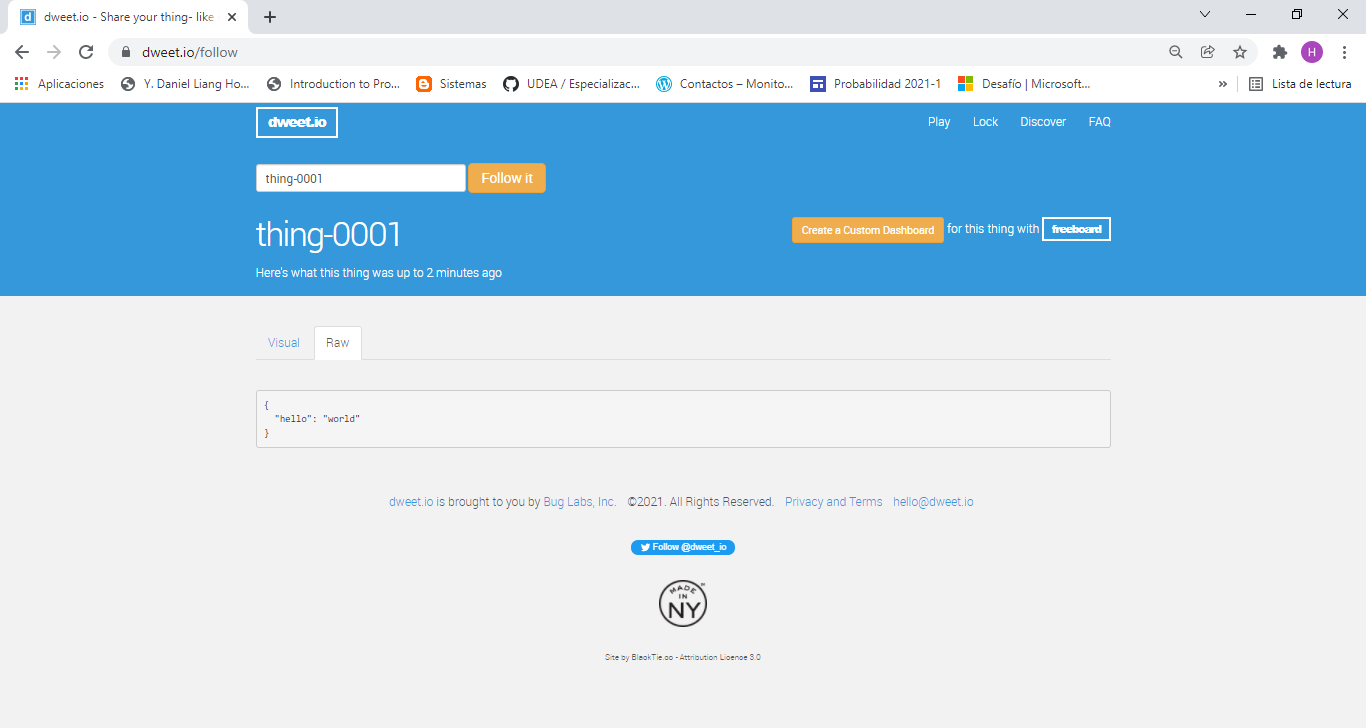 dweet.io - Share your thing- like
dweet.io/follow
H
Aplicaciones
Y. Daniel Liang Ho...
Introduction to Pro...
Sistemas
UDEA / Especializac...
Contactos – Monito...
Probabilidad 2021-1
Desafío | Microsoft...
»
Lista de lectura
dweet.io
Play Lock Discover FAQ
thing-0001 Follow it
thing-0001
Create a Custom Dashboard for this thing with freeboard
Here's what this thing was up to 2 minutes ago
Visual Raw
{
"hello": "world"
}
dweet.io is brought to you by Bug Labs, Inc. ©2021. All Rights Reserved. Privacy and Terms hello@dweet.io
Follow @dweet_io
MADE
IN
NY
Site by BlackTie.co - Attribution License 3.0